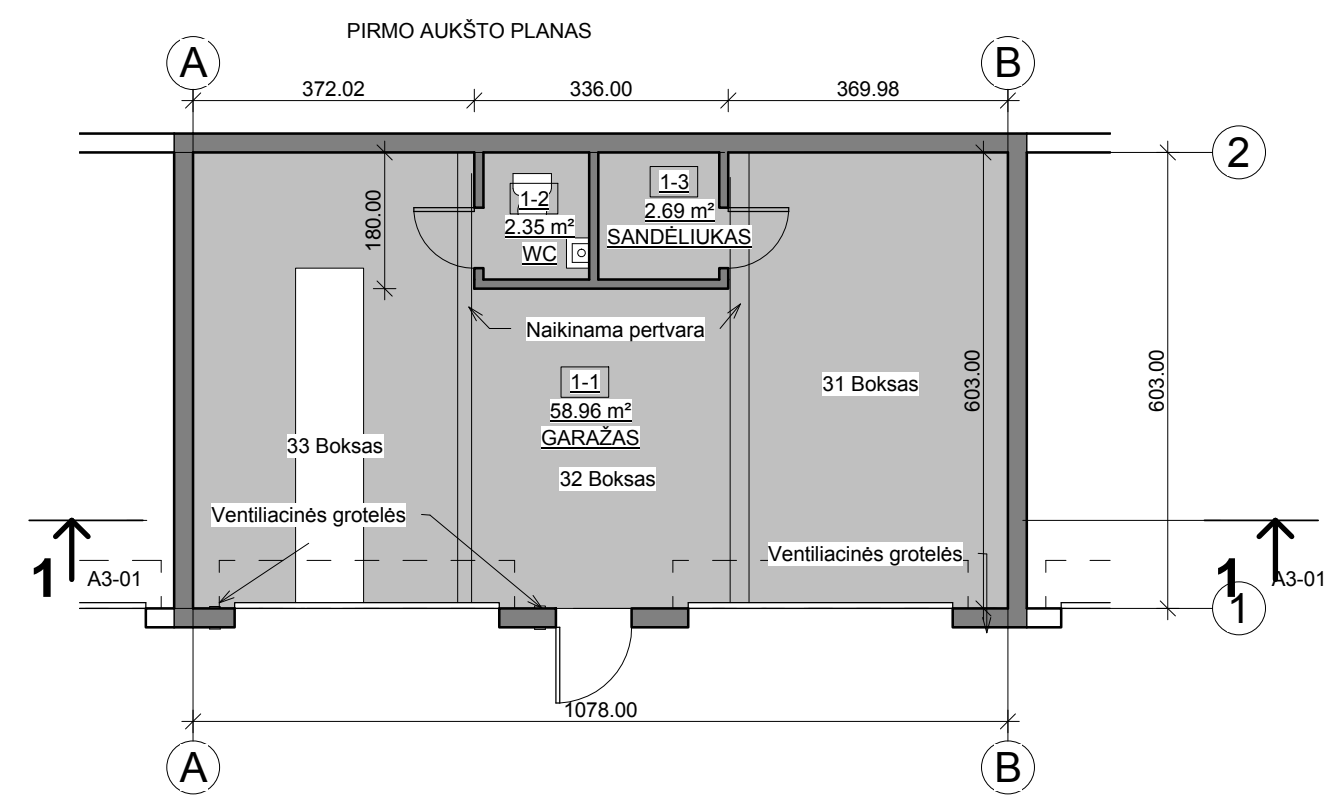 PIRMO AUKŠTO PLANAS
A
B
372.02
336.00
369.98
2
180.00
1-2
2.35 m²
WC
1-3
2.69 m²
SANDĖLIUKAS
Naikinama pertvara
1-1
58.96 m²
GARAŽAS
31 Boksas
603.00
603.00
33 Boksas
32 Boksas
Ventiliacinės grotelės
Ventiliacinės grotelės
1
A3-01
1
A3-01
1
1078.00
A
B